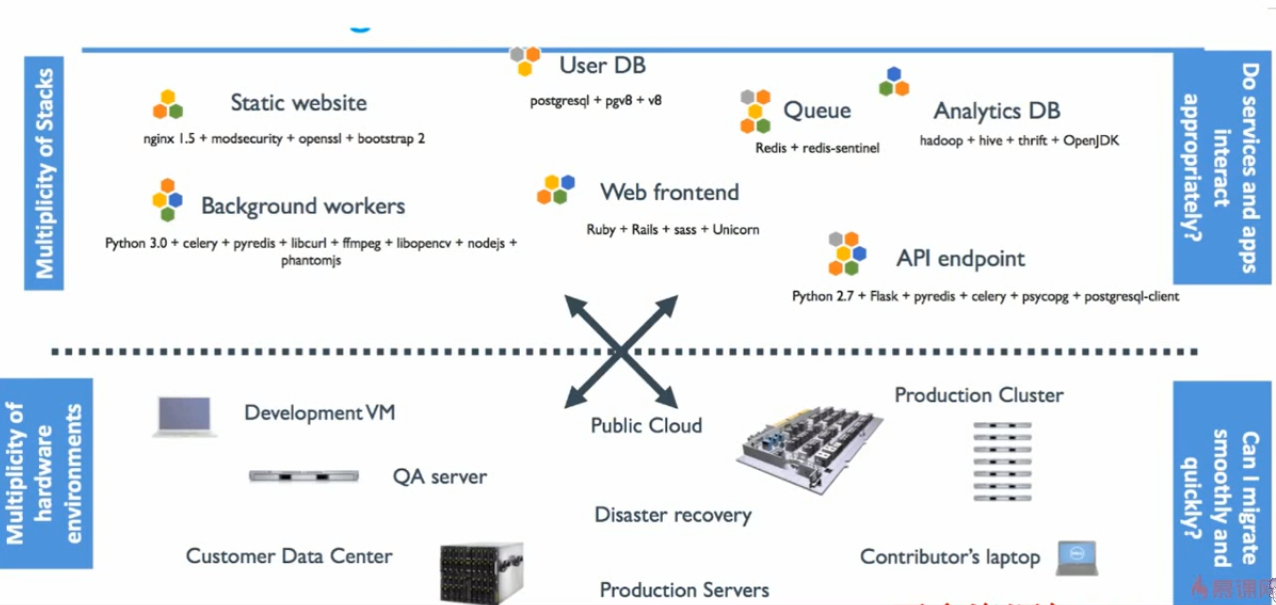 Multiplicity of Stacks
Static website
nginx 1.5 + modsecurity + openssl + bootstrap 2
User DB
postgresql + pgv8 + v8
Queue
Redis + redis-sentinel
Analytics DB
hadoop + hive + thrift + OpenJDK
Background workers
Python 3.0 + celery + pyredis + libcurl + ffmpeg + libopencv + nodejs +
phantomjs
Web frontend
Ruby + Rails + sass + Unicorn
API endpoint
Python 2.7 + Flask + pyredis + celery + psycopg + postgresql-client
Do services and apps
interact
appropriately?
Multiplicity of
hardware
environments
Development VM
QA server
Customer Data Center
Public Cloud
Disaster recovery
Production Servers
Production Cluster
Contributor's laptop
DELL
Can I migrate
smoothly and
quickly?
慕课网